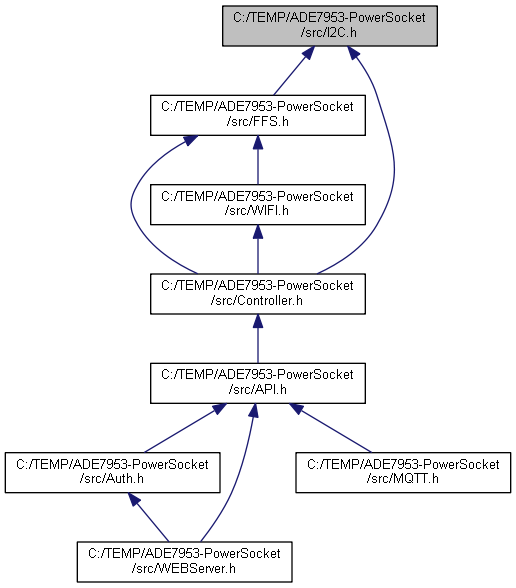 C:/TEMP/ADE7953-PowerSocket
/src/I2C.h
C:/TEMP/ADE7953-PowerSocket
/src/FFS.h
C:/TEMP/ADE7953-PowerSocket
/src/WIFI.h
C:/TEMP/ADE7953-PowerSocket
/src/Controller.h
C:/TEMP/ADE7953-PowerSocket
/src/API.h
C:/TEMP/ADE7953-PowerSocket
/src/Auth.h
C:/TEMP/ADE7953-PowerSocket
/src/MQTT.h
C:/TEMP/ADE7953-PowerSocket
/src/WEBServer.h